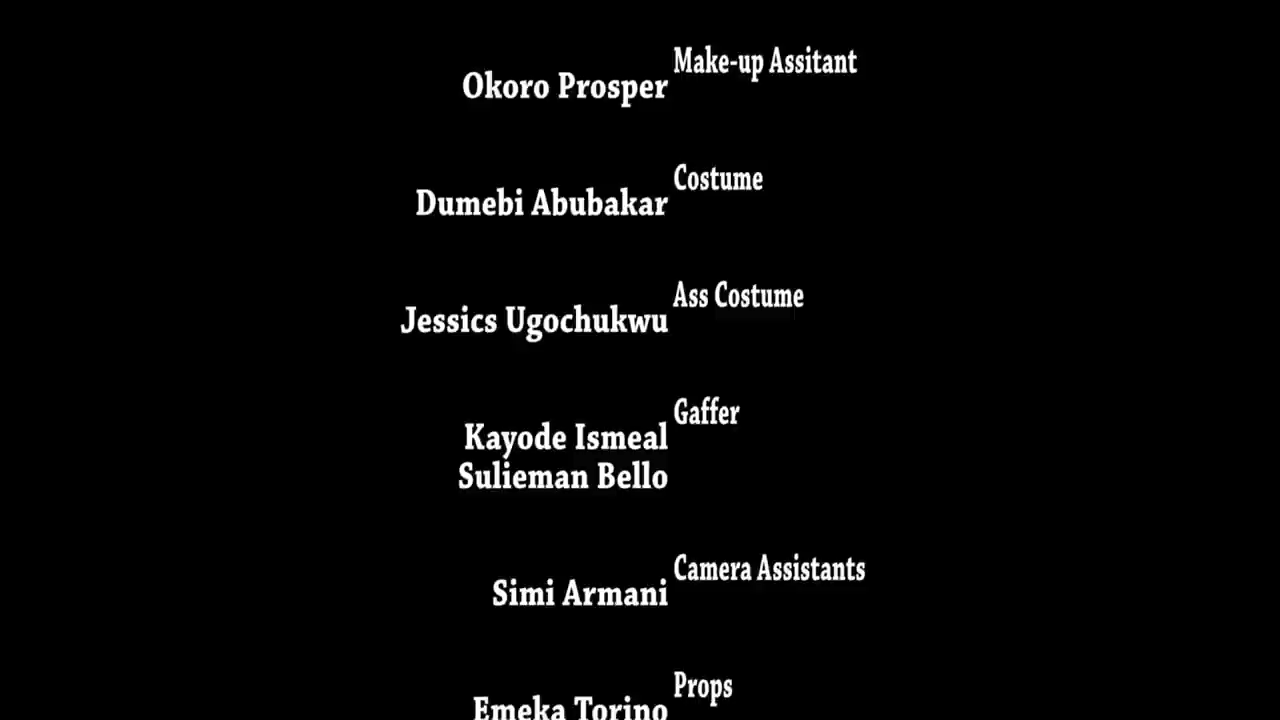 Make-up Assitant
Okoro Prosper
Costume
Dumebi Abubakar
Ass Costume
Jessics Ugochukwu
Gaffer
Kayode Ismeal
Sulieman Bello
Camera Assistants
Simi Armani
Props
Emeka Torino